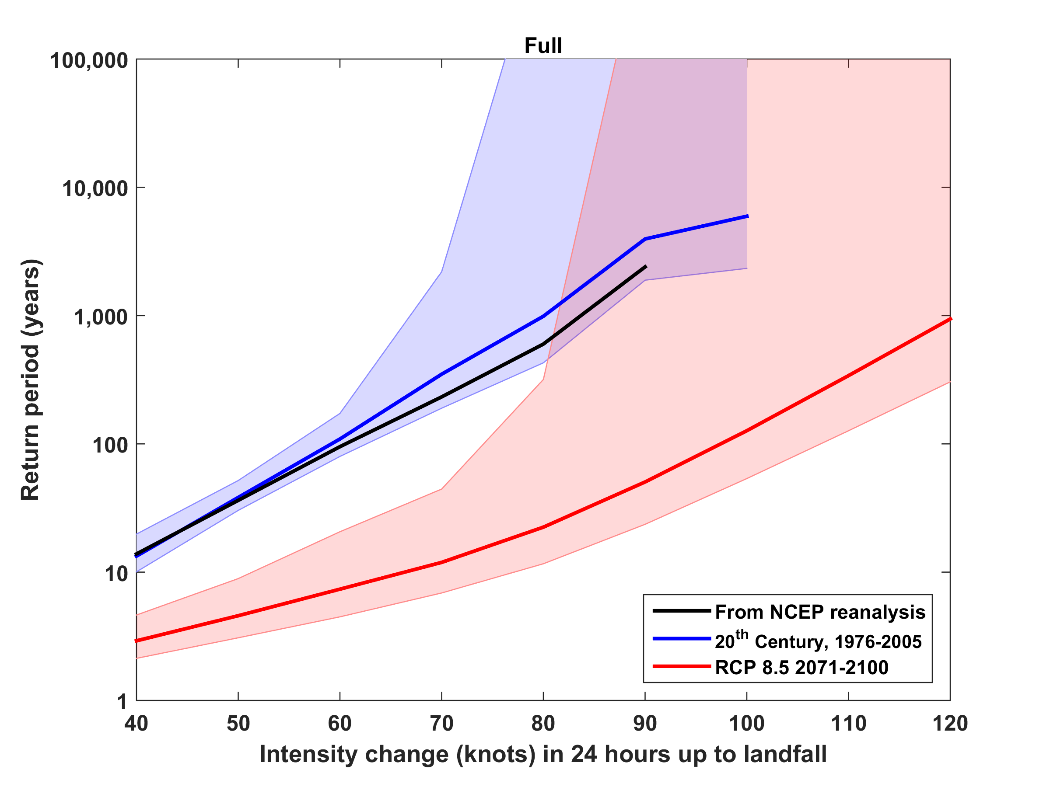 Full
100,000
10,000
1,000
100
10
1
Return period (years)
40 50 60 70 80 90 100 110 120
Intensity change (knots) in 24 hours up to landfall
From NCEP reanalysis
20th Century, 1976-2005
RCP 8.5 2071-2100